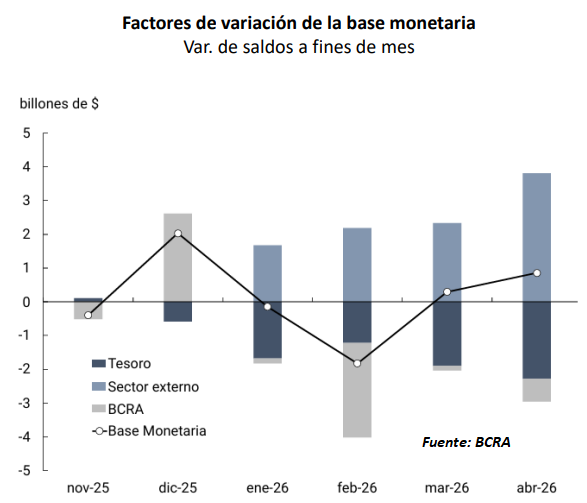 Factores de variación de la base monetaria
Var. de saldos a fines de mes
billones de $
5
4
3
2
1
0
-1
-2
-3
-4
-5
Tesoro
Sector externo
BCRA
Base Monetaria
Fuente: BCRA
nov-25 dic-25 ene-26 feb-26 mar-26 abr-26